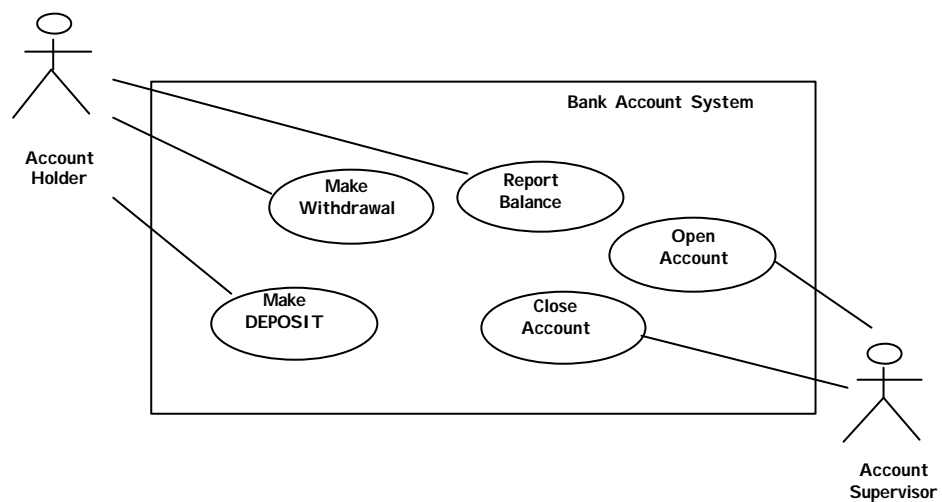 Bank Account System
Account
Holder
Make
Withdrawal
Report
Balance
Open
Account
Make
DEPOSIT
Close
Account
Account
Supervisor